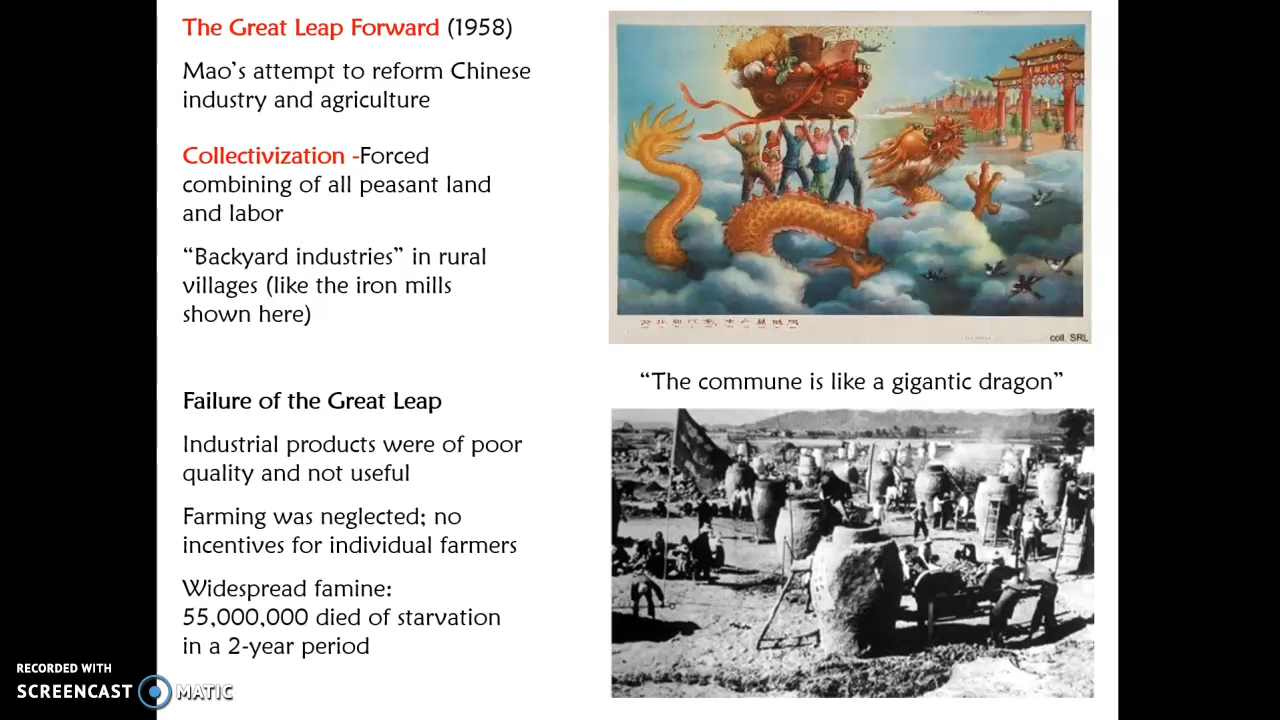 The Great Leap Forward (1958)
Mao's attempt to reform Chinese
industry and agriculture
Collectivization -Forced
combining of all peasant land
and labor
“Backyard industries” in rural
villages (like the iron mills
shown here)
Failure of the Great Leap
Industrial products were of poor
quality and not useful
Farming was neglected; no
incentives for individual farmers
Widespread famine:
55,000,000 died of starvation
in a 2-year period
coll. SRL
“The commune is like a gigantic dragon”
RECORDED WITH
SCREENCAST MATIC